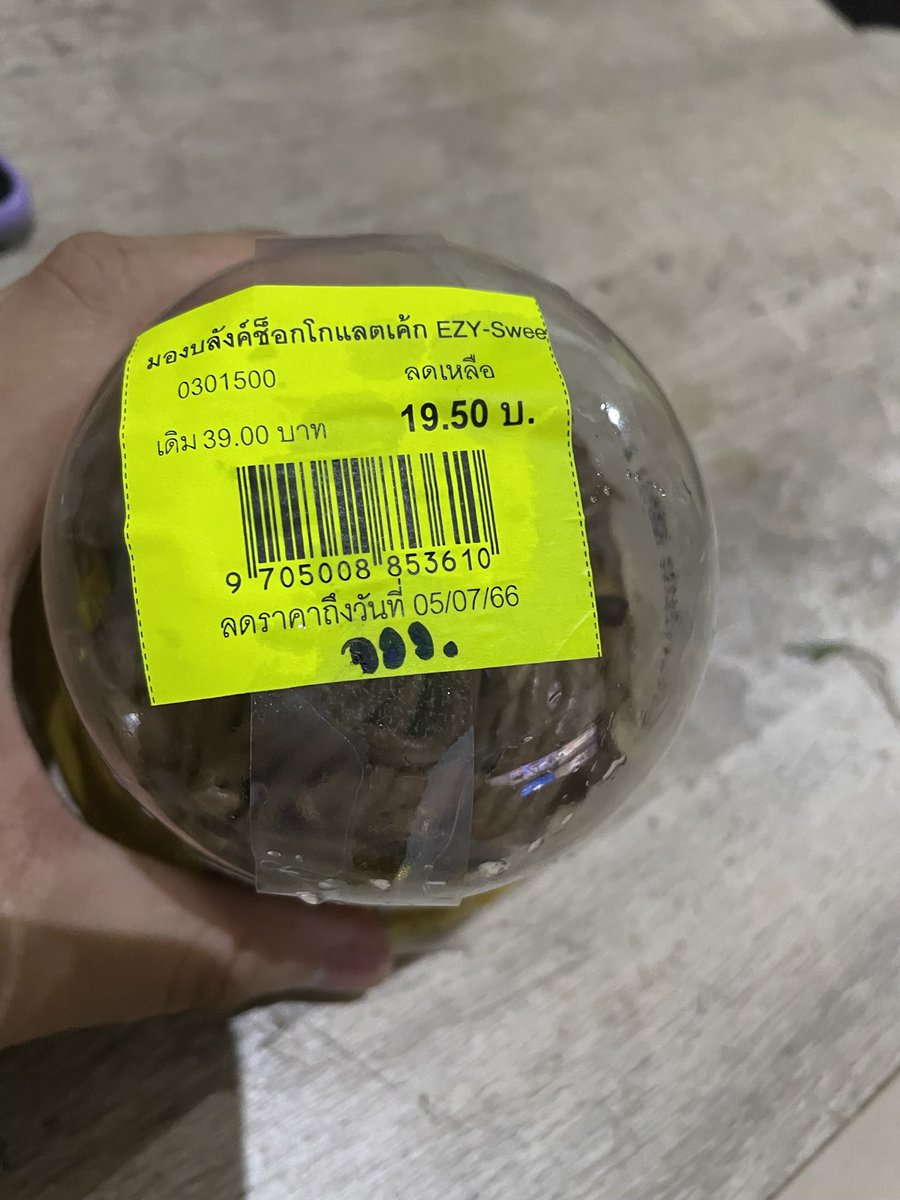 มองบลังค์ช็อกโกแลตเค้ก EZY-Swee
0301500
ลดเหลือ
เดิม 39.00 บาท
19.50 บ.
9 705008 853610
ลดราคาถึงวันที่ 05/07/66